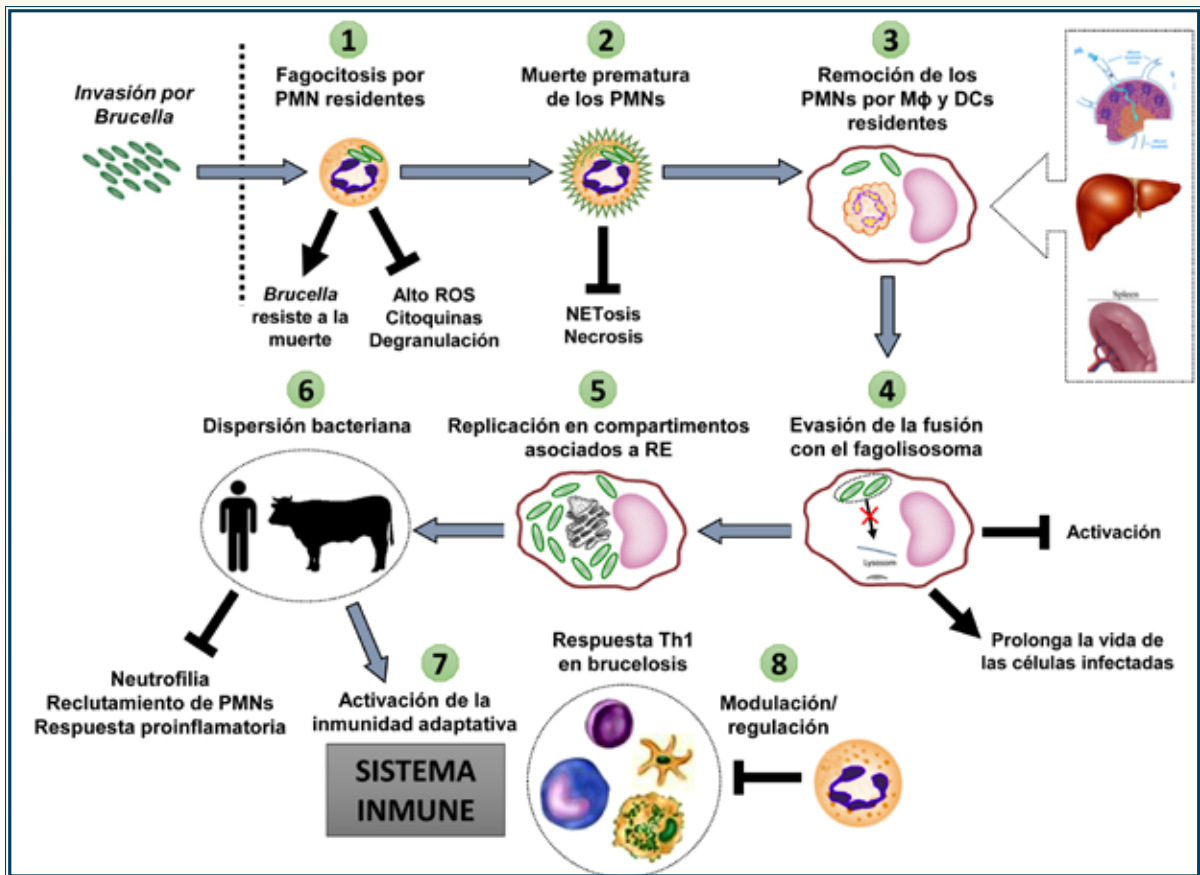 Invasión por
Brucella
1
Fagocitosis por
PMN residentes
Brucella
resiste a la
muerte
Alto ROS
Citoquinas
Degranulación
2
Muerte prematura
de los PMNs
NETosis
Necrosis
3
Remoción de los
PMNs por Mϕ y DCs
residentes
Spleen
4
Evasión de la fusión
con el fagolisosoma
Lysosom
Activación
Prolonga la vida de
las células infectadas
5
Replicación en compartimentos
asociados a RE
6
Dispersión bacteriana
Neutrofilia
Reclutamiento de PMNs
Respuesta proinflamatoria
7
Activación de la
inmunidad adaptativa
SISTEMA
INMUNE
Respuesta Th1
en brucelosis
8
Modulación/
regulación